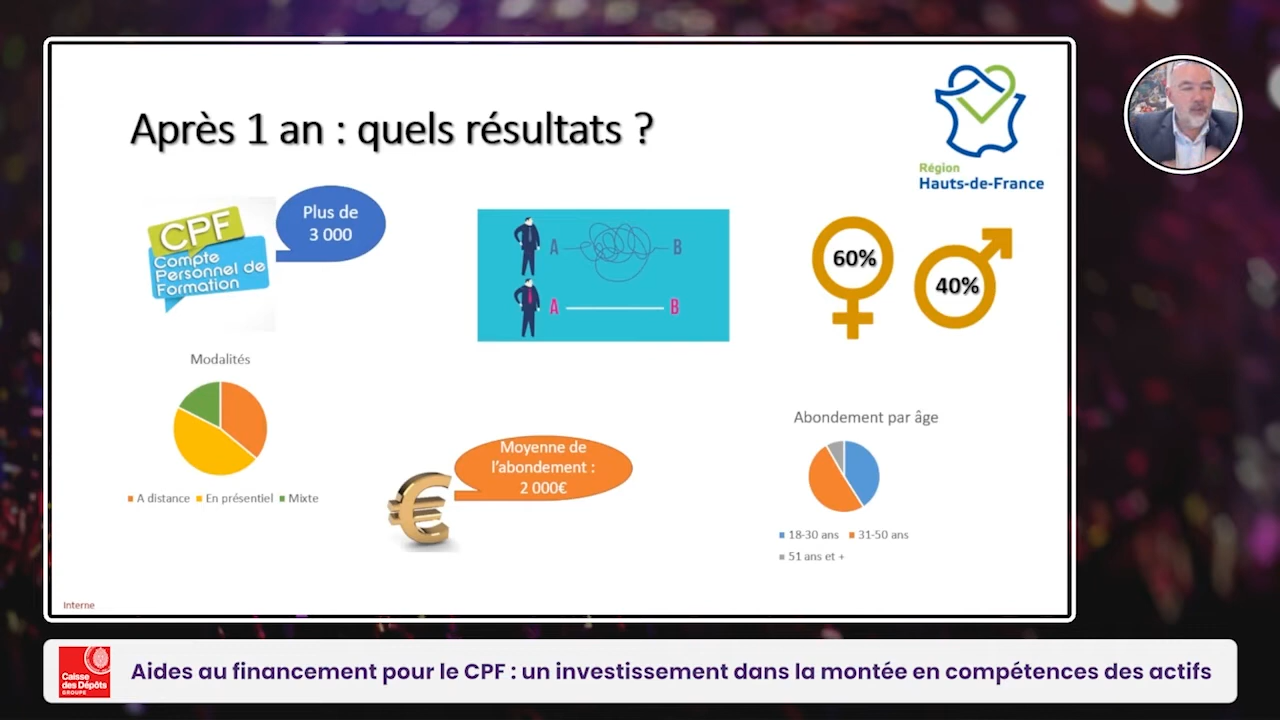 Après 1 an : quels résultats ?
Région
Hauts-de-France
CPF
Compte
Personnel de
Formation
Plus de
3 000
A
B
A
B
60%
40%
Modalités
A distance
En présentiel
Mixte
Moyenne de
l'abondement :
2 000€
€
Abondement par âge
18-30 ans
31-50 ans
51 ans et +
Interne
Caisse
des Dépôts
GROUPE
Aides au financement pour le CPF : un investissement dans la montée en compétences des actifs